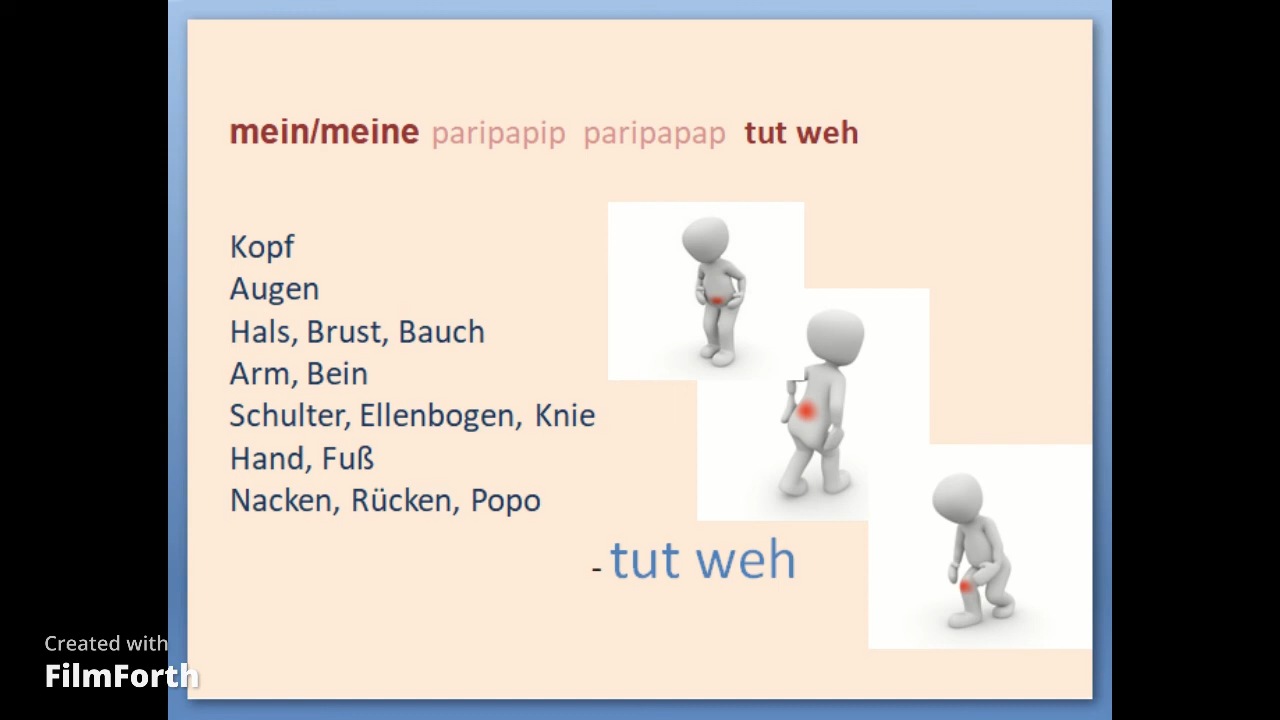 mein/meine paripapip paripapap tut weh
Kopf
Augen
Hals, Brust, Bauch
Arm, Bein
Schulter, Ellenbogen, Knie
Hand, Fuß
Nacken, Rücken, Popo
- tut weh
Created with
FilmForth